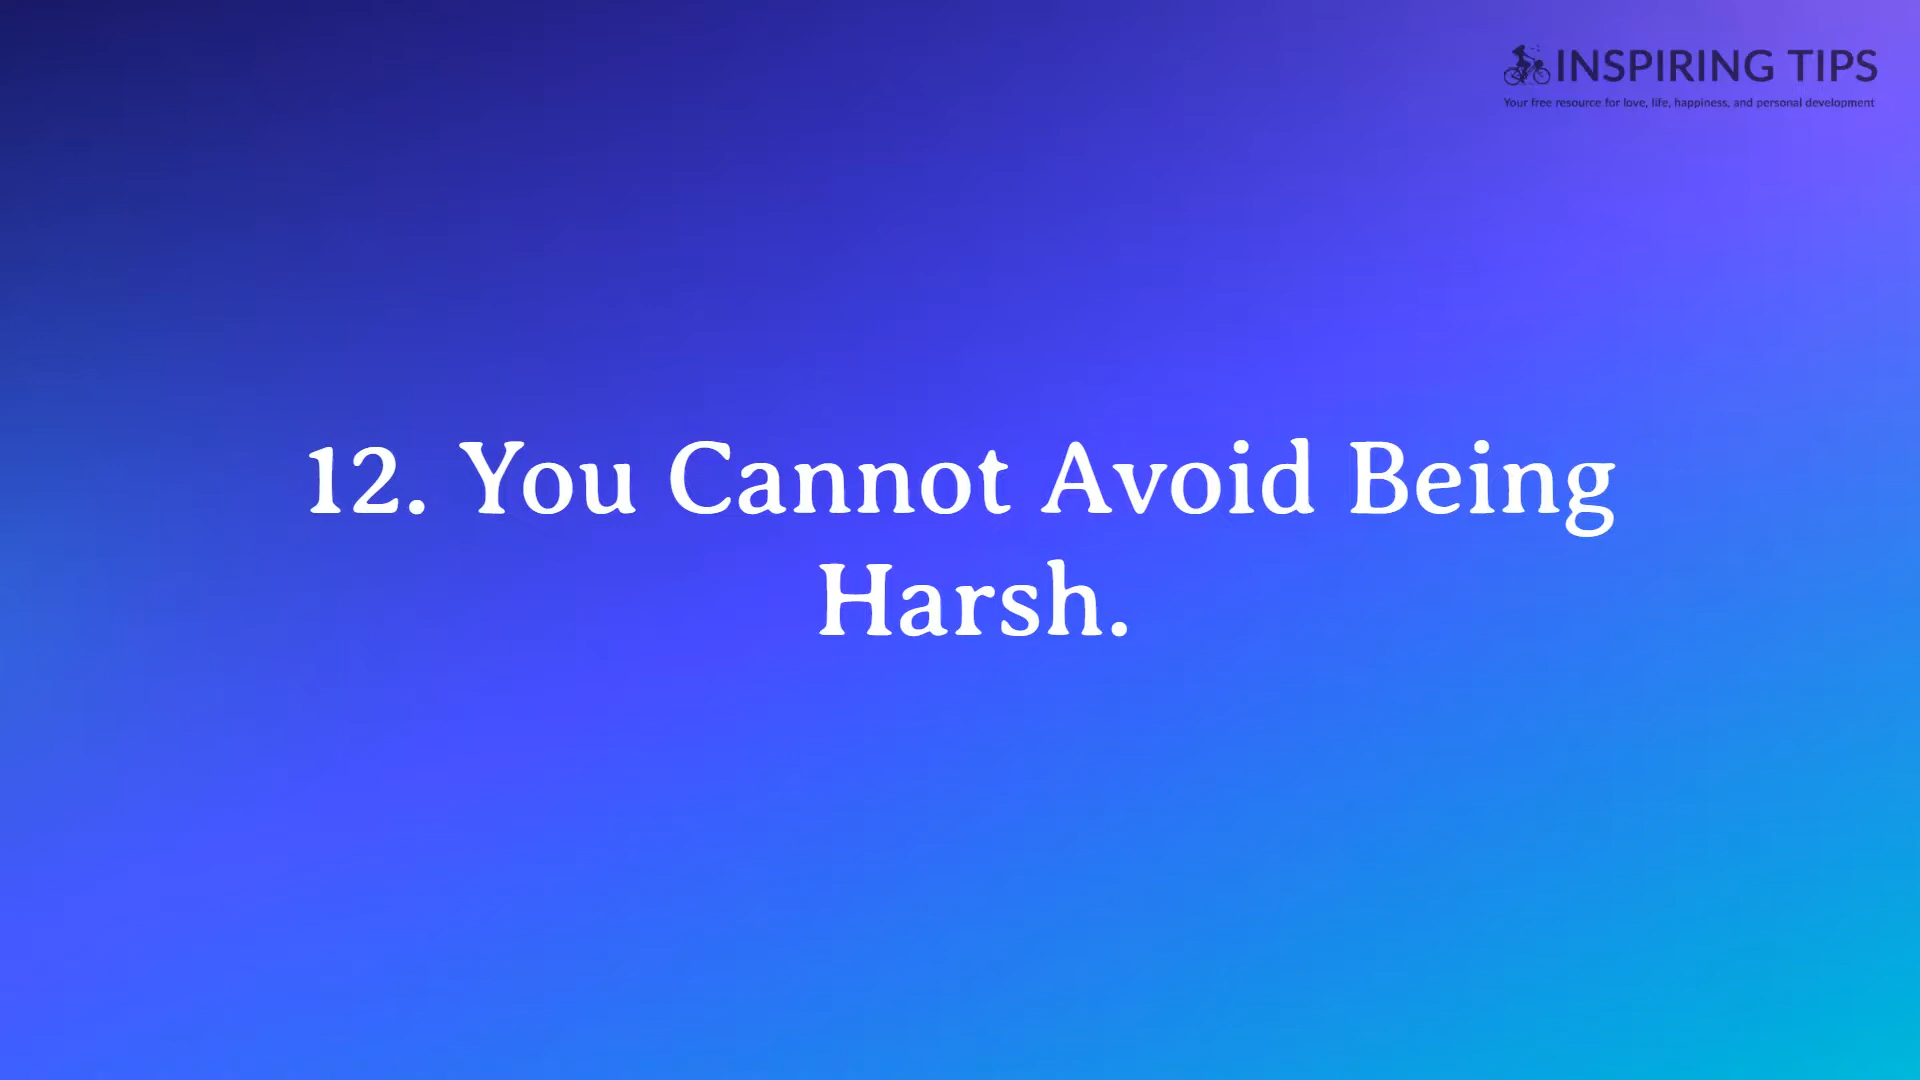 INSPIRING TIPS
Your free resource for love, life, happiness, and personal development
12. You Cannot Avoid Being
Harsh.